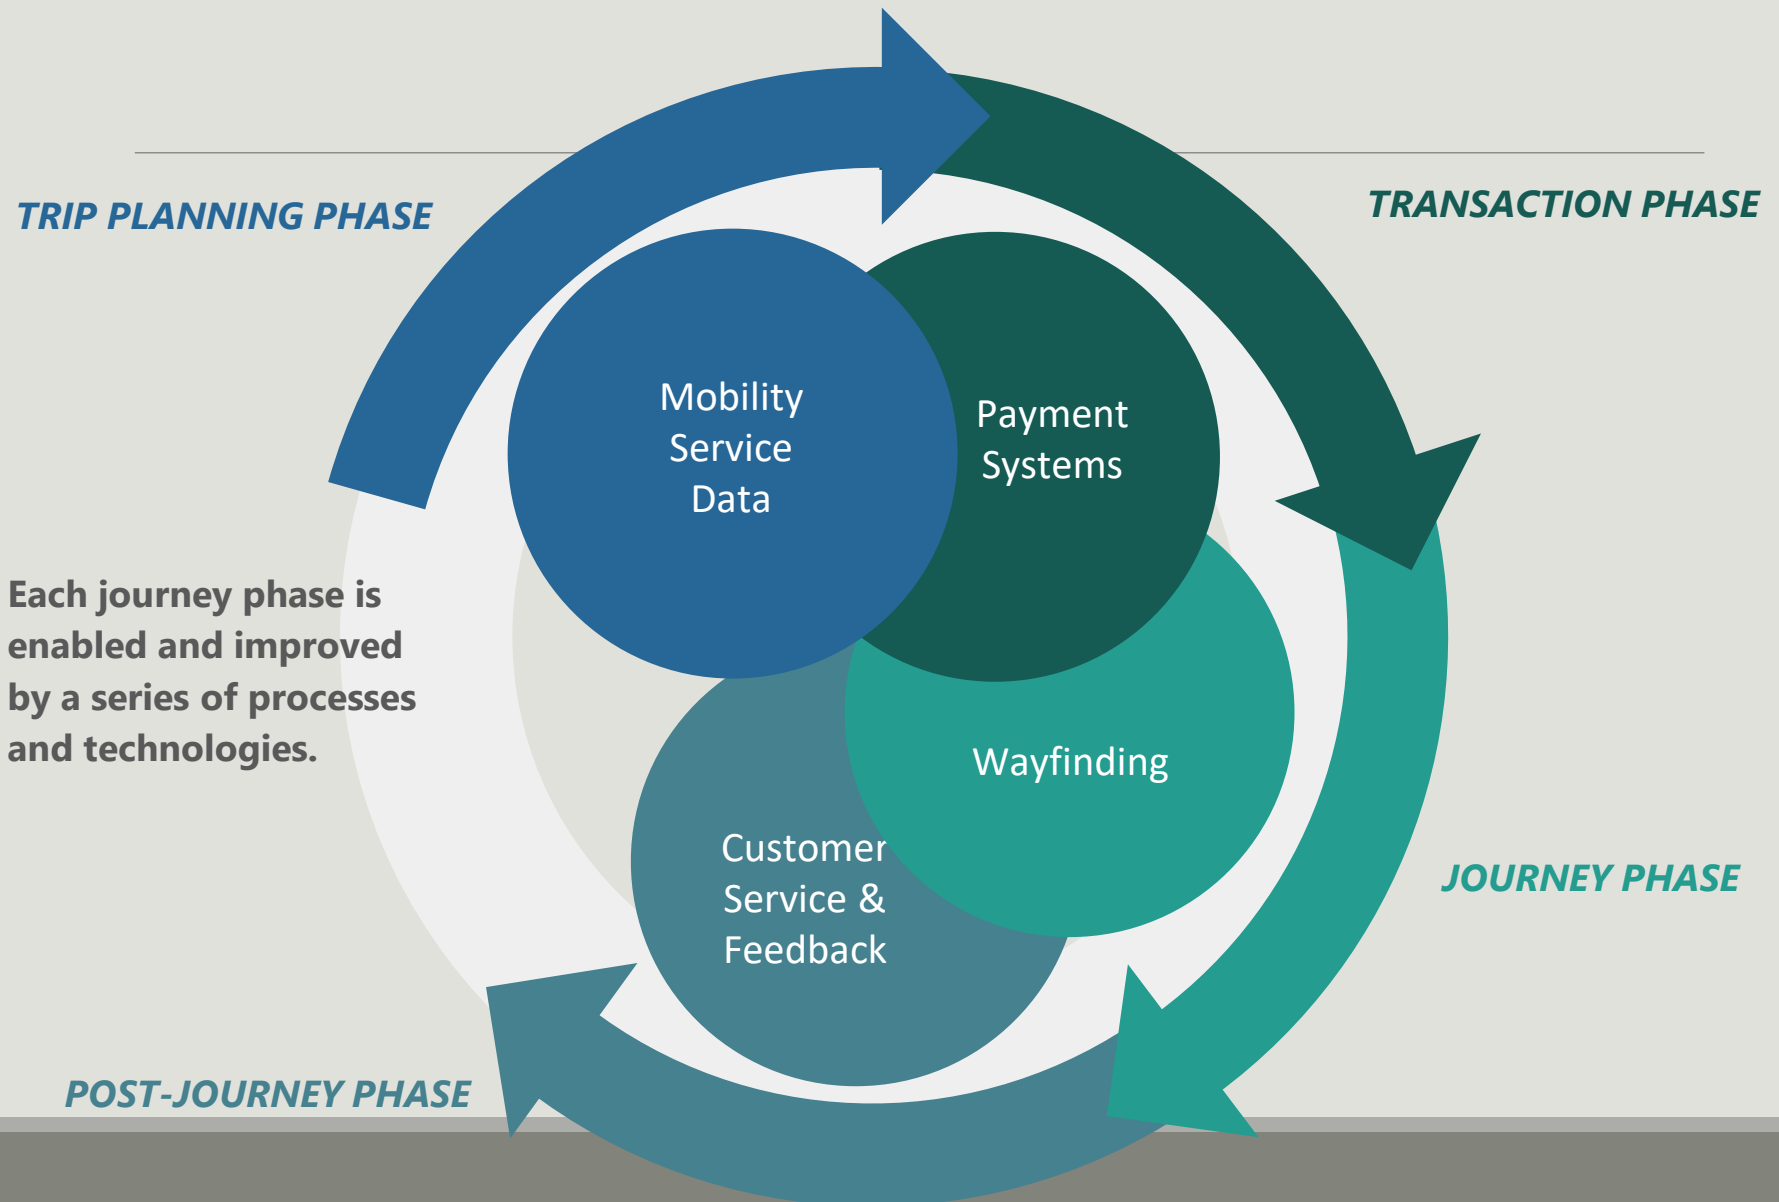 TRIP PLANNING PHASE
TRANSACTION PHASE
Mobility
Service
Data
Payment
Systems
Each journey phase is
enabled and improved
by a series of processes
and technologies.
Wayfinding
Customer
Service &
Feedback
JOURNEY PHASE
POST-JOURNEY PHASE